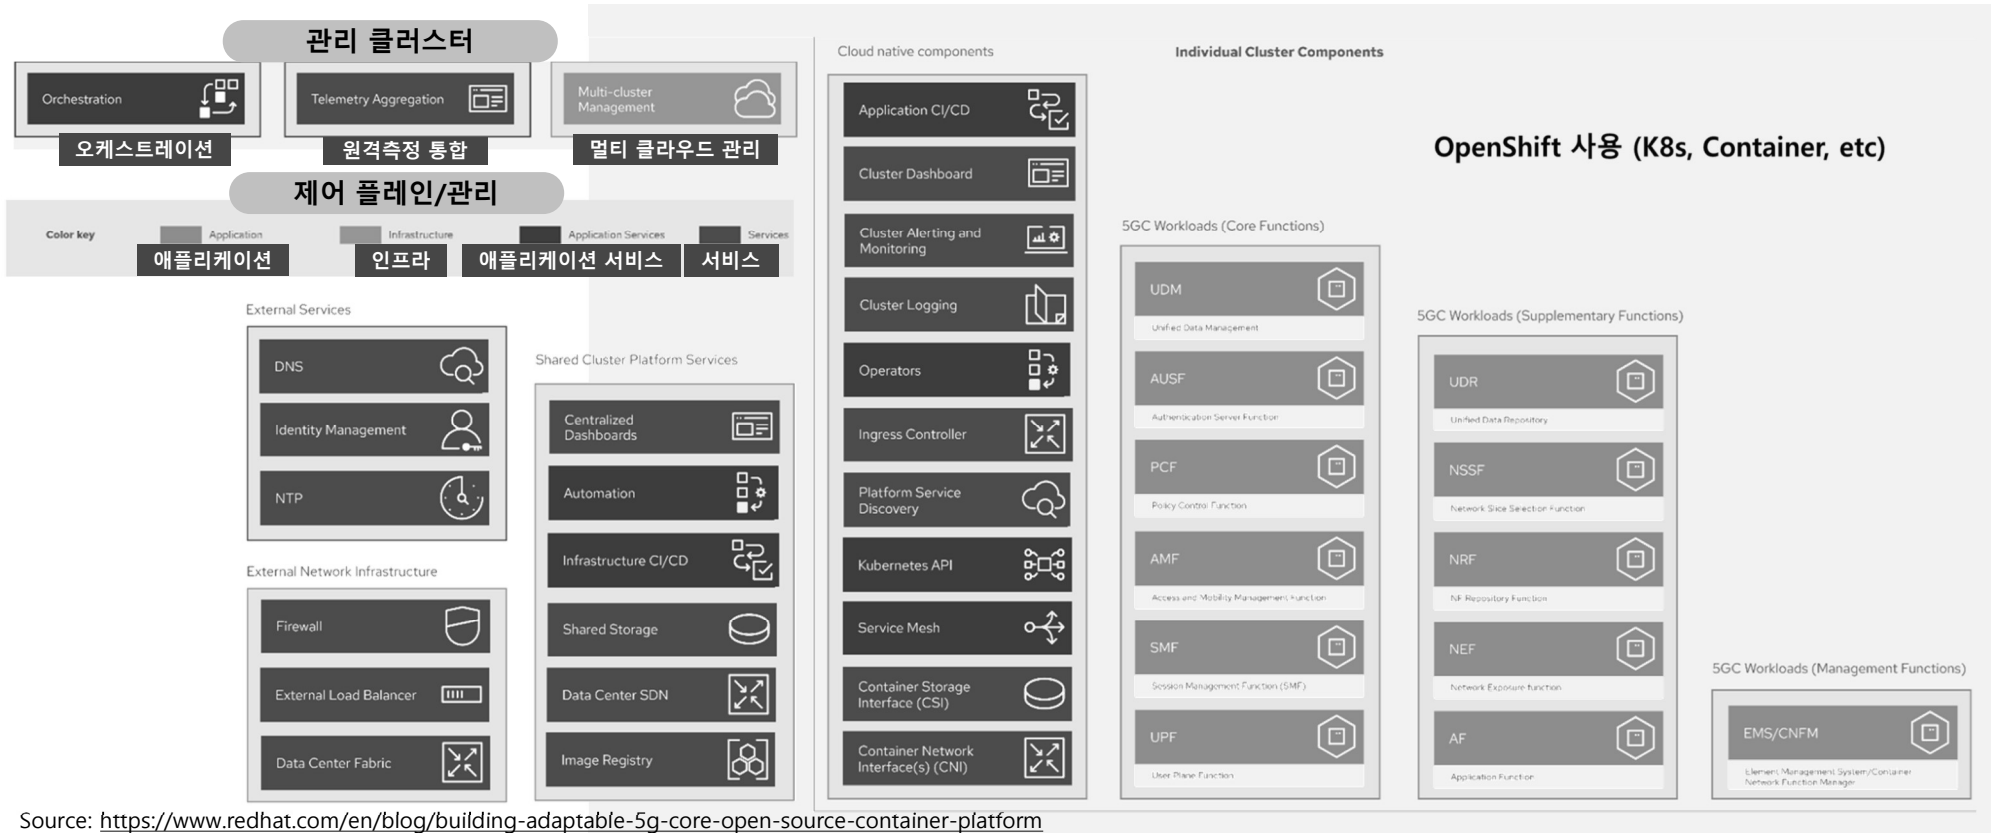 관리 클러스터
Orchestration
오케스트레이션
Telemetry Aggregation
원격측정 통합
Multi-cluster
Management
멀티 클라우드 관리
제어 플레인/관리
Color key
Application
애플리케이션
Infrastructure
인프라
Application Services
애플리케이션 서비스
Services
서비스
External Services
DNS
Identity Management
NTP
External Network Infrastructure
Firewall
External Load Balancer
Data Center Fabric
Shared Cluster Platform Services
Centralized
Dashboards
Automation
Infrastructure CI/CD
Shared Storage
Data Center SDN
Image Registry
Cloud native components
Application CI/CD
Cluster Dashboard
Cluster Alerting and
Monitoring
Cluster Logging
Operators
Ingress Controller
Platform Service
Discovery
Kubernetes API
Service Mesh
Container Storage
Interface (CSI)
Container Network
Interface(s) (CNI)
Individual Cluster Components
OpenShift 사용 (K8s, Container, etc)
5GC Workloads (Core Functions)
UDM
Unified Data Management
AUSF
Authentication Server Function
PCF
Policy Control Function
AMF
Access and Mobility Management Function
SMF
Session Management Function (SMF)
UPF
User Plane Function
5GC Workloads (Supplementary Functions)
UDR
Unified Data Repository
NSSF
Network Slice Selection Function
NRF
NF Repository Function
NEF
Network Exposure function
AF
Application Function
5GC Workloads (Management Functions)
EMS/CNFM
Element Management System/Container
Network Function Manager
Source: https://www.redhat.com/en/blog/building-adaptable-5g-core-open-source-container-platform